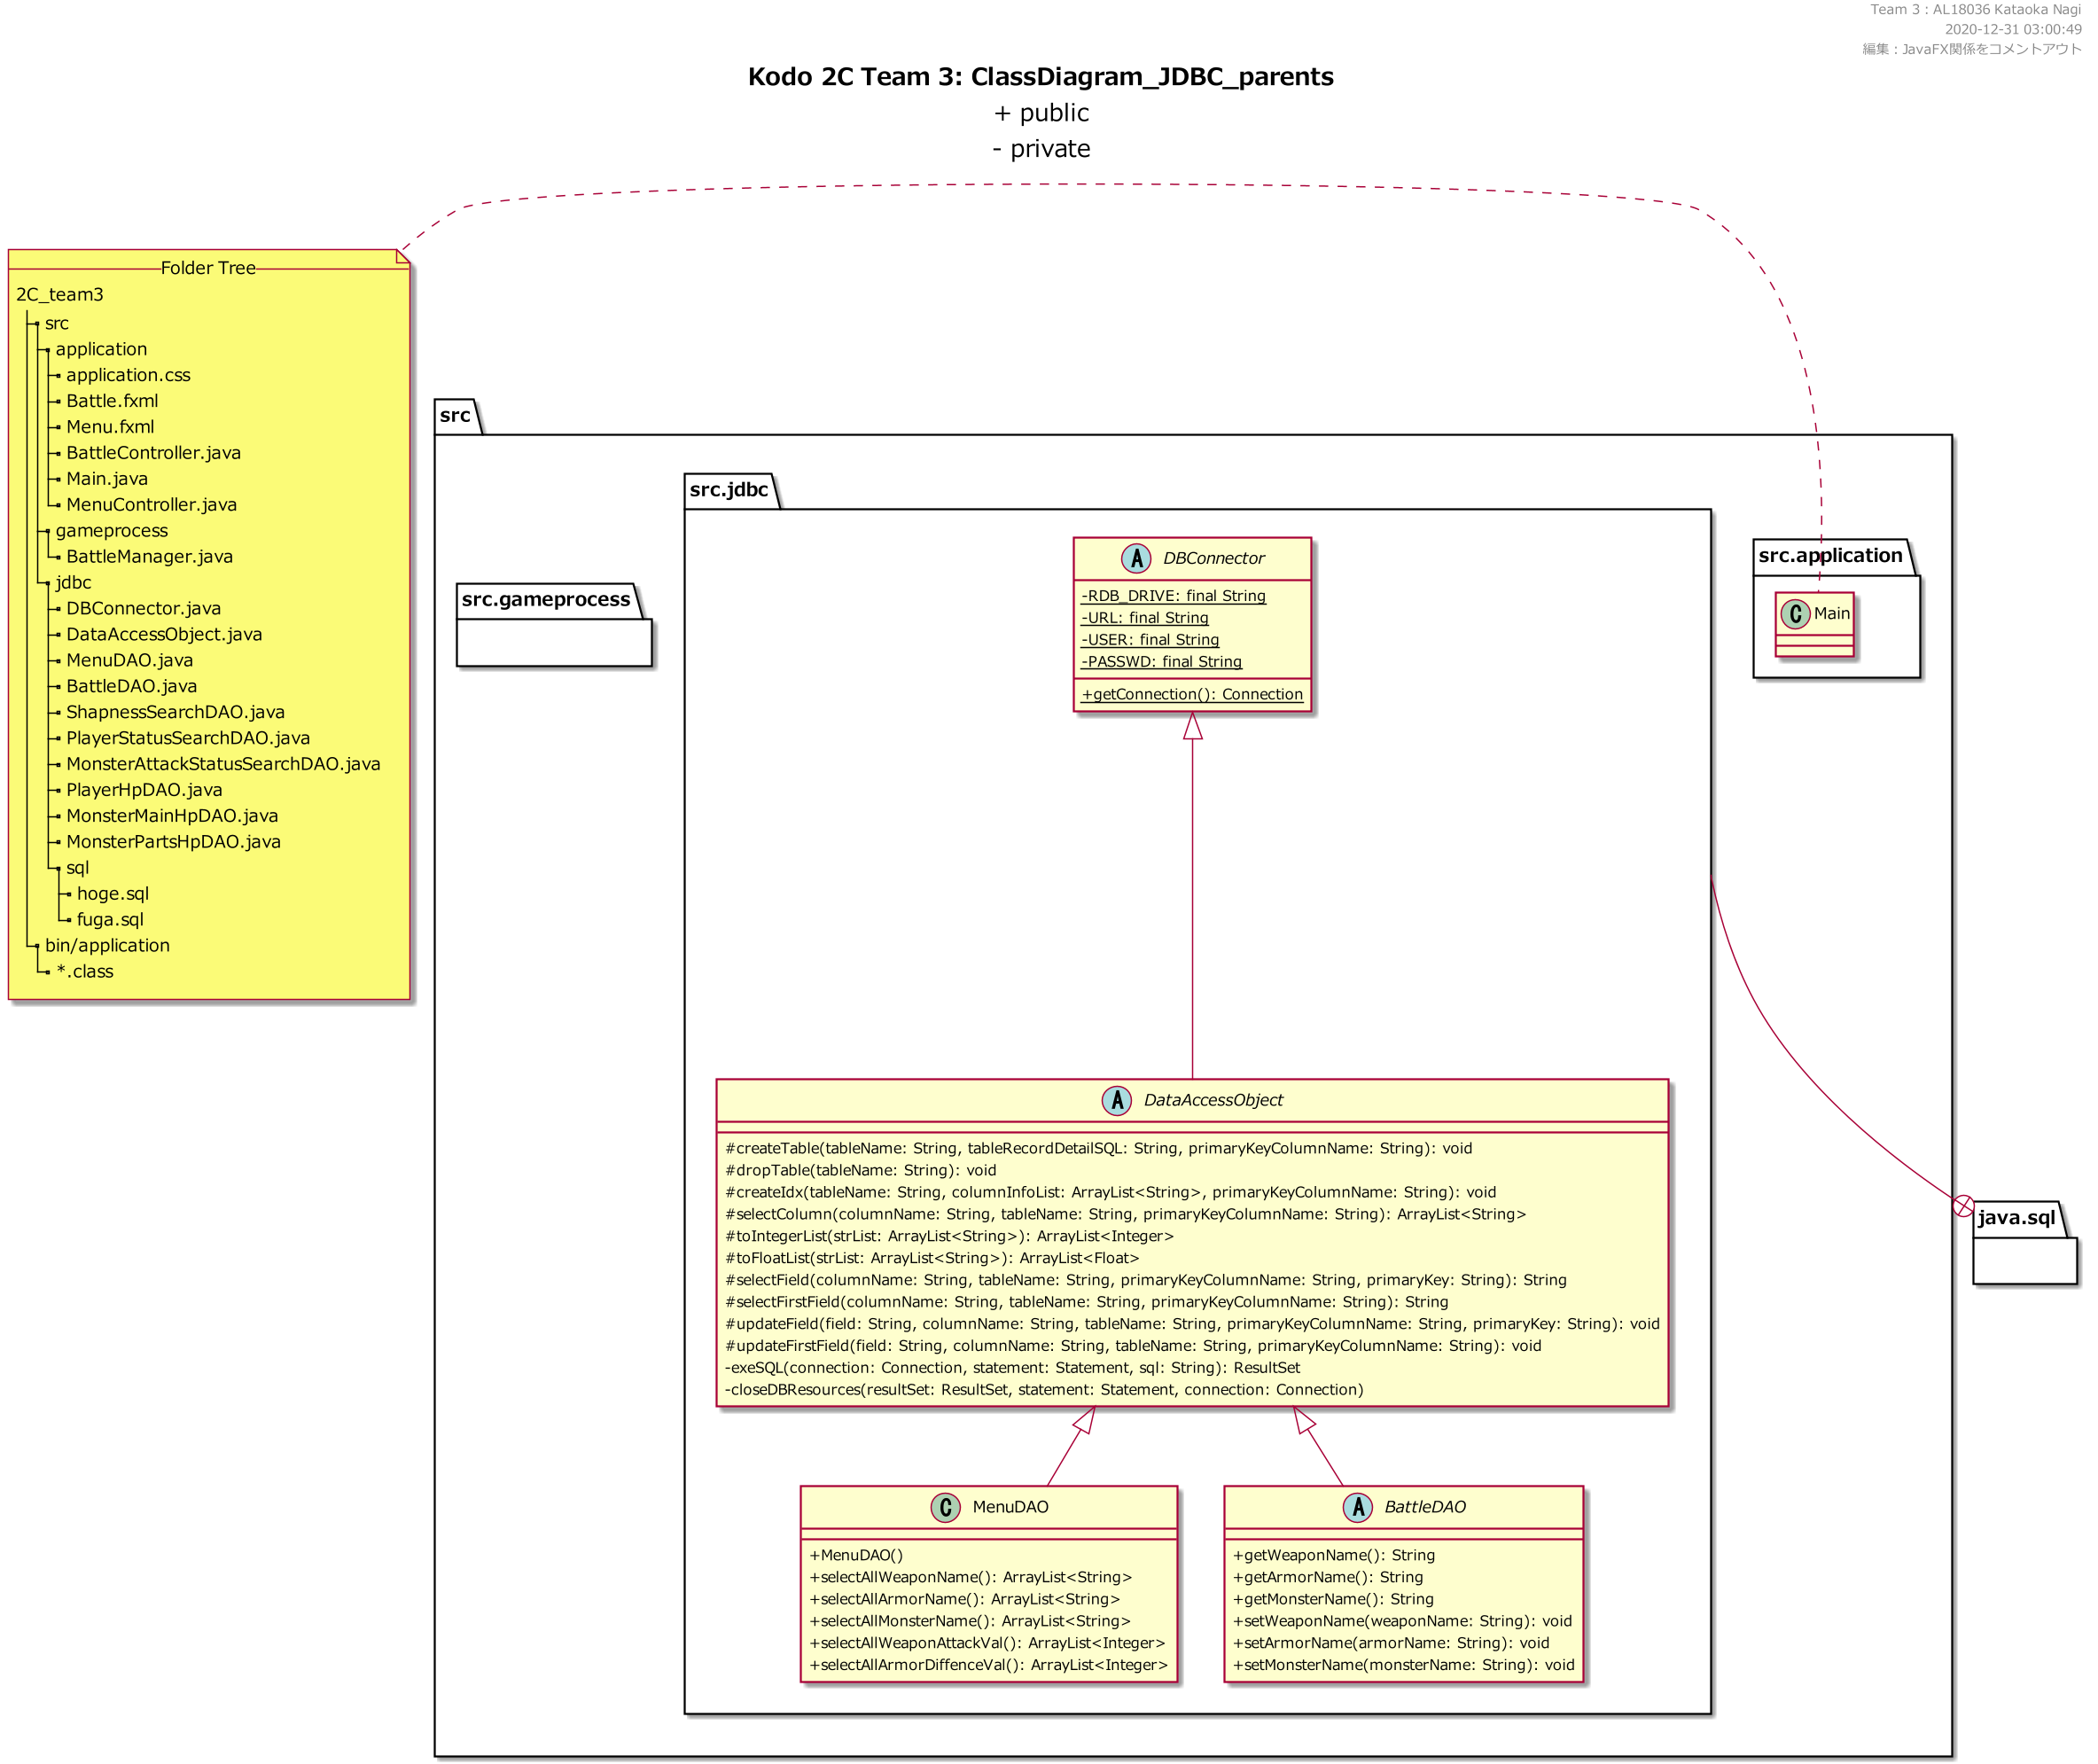 Team 3 : AL18036 Kataoka Nagi
2020-12-31 03:00:49
編集：JavaFX関係をコメントアウト
Kodo 2C Team 3: ClassDiagram_JDBC_parents
+ public
- private
Folder Tree
2C_team3
src
application
application.css
Battle.fxml
Menu.fxml
BattleController.java
Main.java
MenuController.java
gameprocess
BattleManager.java
jdbc
DBConnector.java
DataAccessObject.java
MenuDAO.java
BattleDAO.java
ShapnessSearchDAO.java
PlayerStatusSearchDAO.java
MonsterAttackStatusSearchDAO.java
PlayerHpDAO.java
MonsterMainHpDAO.java
MonsterPartsHpDAO.java
sql
hoge.sql
fuga.sql
bin/application
*.class
src
src.gameprocess
src.jdbc
A DBConnector
-RDB_DRIVE: final String
-URL: final String
-USER: final String
-PASSWD: final String
+getConnection(): Connection
src.application
C Main
A DataAccessObject
#createTable(tableName: String, tableRecordDetailSQL: String, primaryKeyColumnName: String): void
#dropTable(tableName: String): void
#createIdx(tableName: String, columnInfoList: ArrayList<String>, primaryKeyColumnName: String): void
#selectColumn(columnName: String, tableName: String, primaryKeyColumnName: String): ArrayList<String>
#toIntegerList(strList: ArrayList<String>): ArrayList<Integer>
#toFloatList(strList: ArrayList<String>): ArrayList<Float>
#selectField(columnName: String, tableName: String, primaryKeyColumnName: String, primaryKey: String): String
#selectFirstField(columnName: String, tableName: String, primaryKeyColumnName: String): String
#updateField(field: String, columnName: String, tableName: String, primaryKeyColumnName: String, primaryKey: String): void
#updateFirstField(field: String, columnName: String, tableName: String, primaryKeyColumnName: String): void
-exeSQL(connection: Connection, statement: Statement, sql: String): ResultSet
-closeDBResources(resultSet: ResultSet, statement: Statement, connection: Connection)
java.sql
C MenuDAO
+MenuDAO()
+selectAllWeaponName(): ArrayList<String>
+selectAllArmorName(): ArrayList<String>
+selectAllMonsterName(): ArrayList<String>
+selectAllWeaponAttackVal(): ArrayList<Integer>
+selectAllArmorDiffenceVal(): ArrayList<Integer>
A BattleDAO
+getWeaponName(): String
+getArmorName(): String
+getMonsterName(): String
+setWeaponName(weaponName: String): void
+setArmorName(armorName: String): void
+setMonsterName(monsterName: String): void